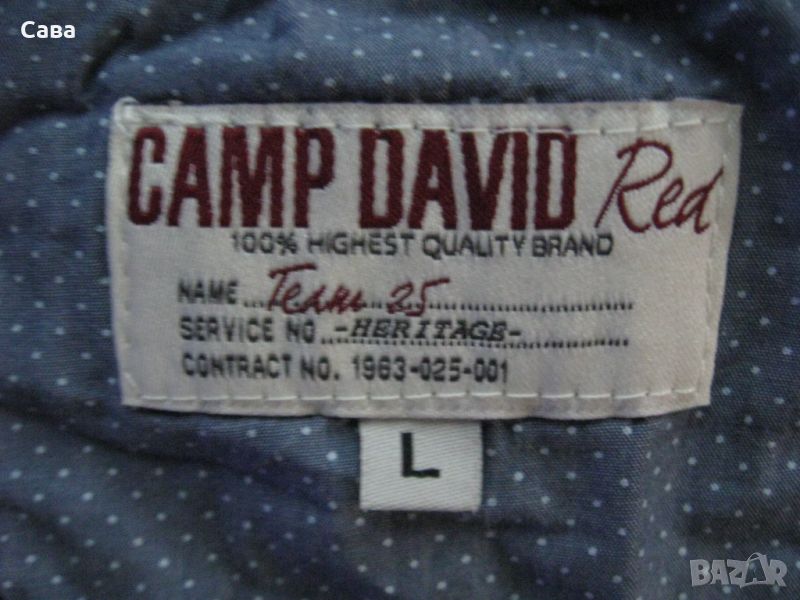 Сава
CAMP DAVID Red
100% HIGHEST QUALITY BRAND
NAME Team 25
SERVICE NO -HERITAGE-
CONTRACT NO. 1963-025-001
L
BAZAR